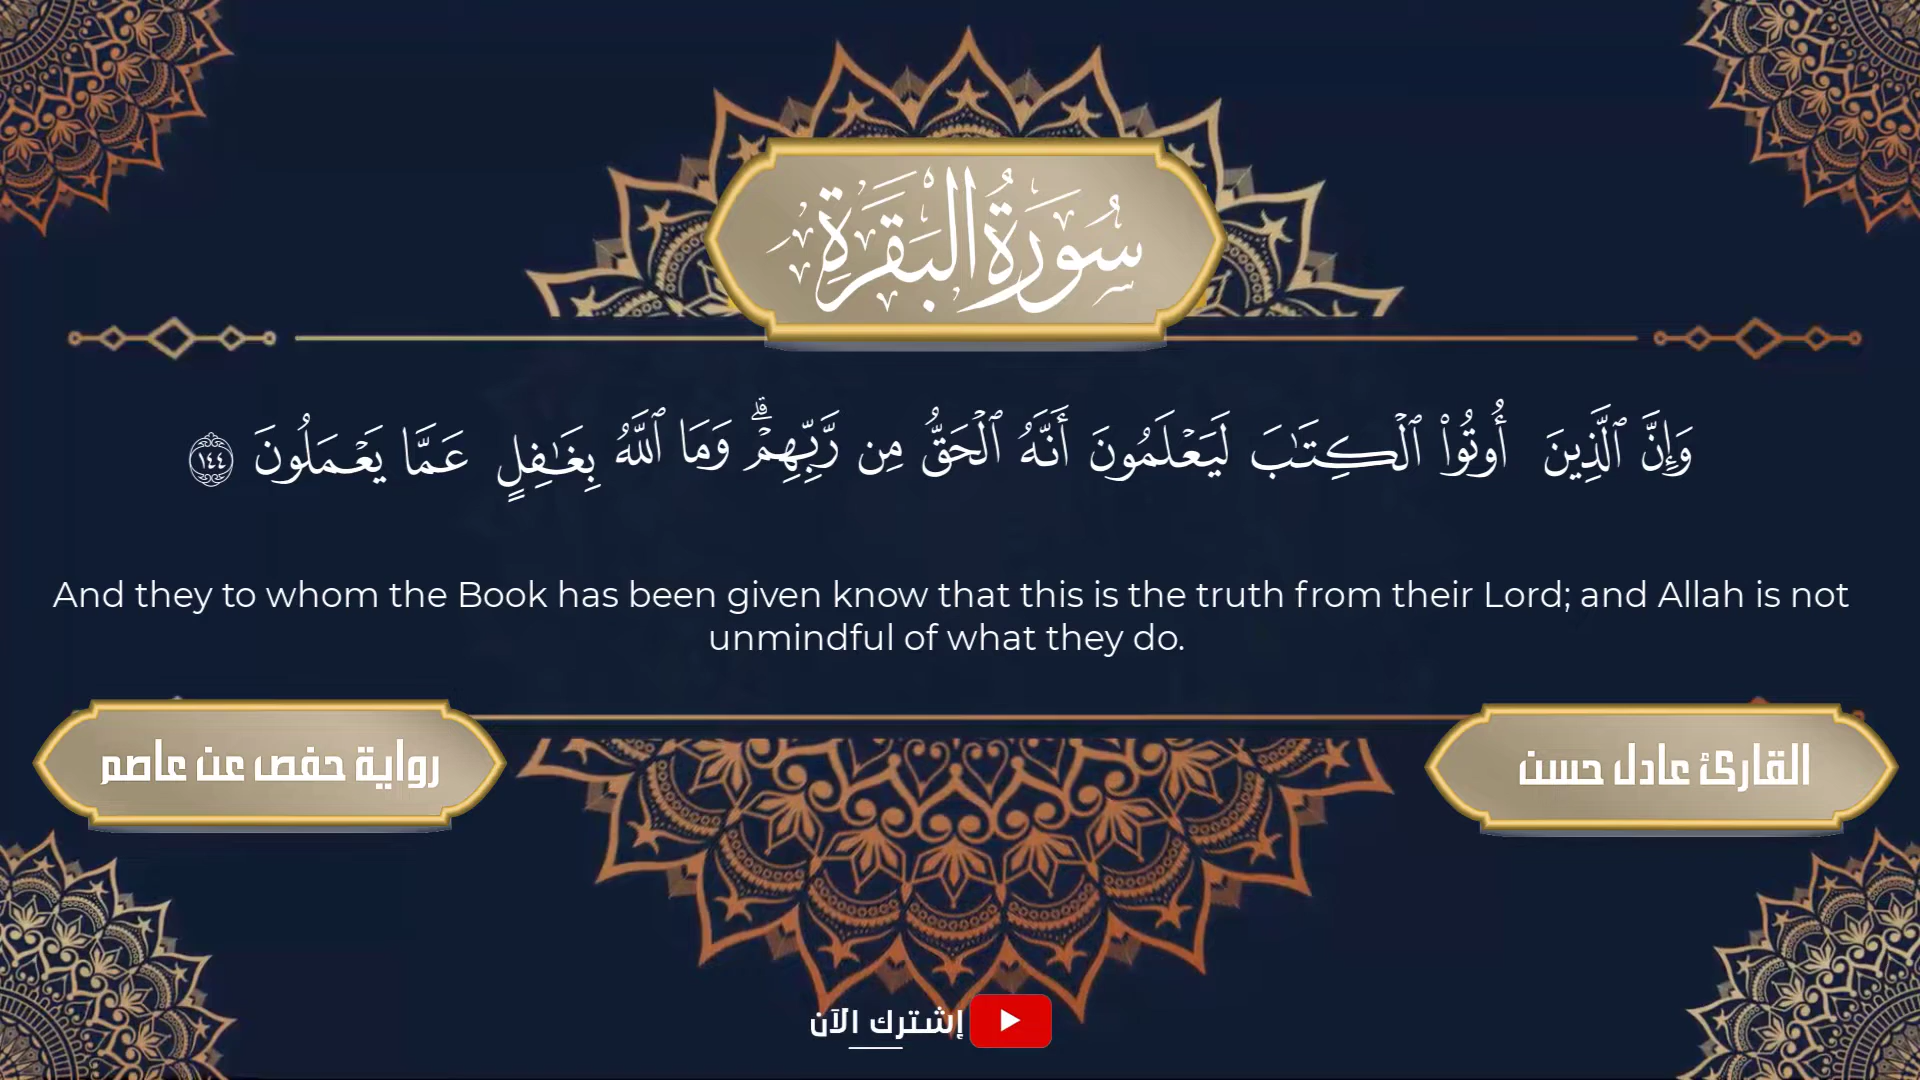 سُورَةُ البَقَرَةِ
وَإِنَّ ٱلَّذِينَ أُوتُوا۟ ٱلْكِتَـٰبَ لَيَعْلَمُونَ أَنَّهُ ٱلْحَقُّ مِن رَّبِّهِمْ ۗ وَمَا ٱللَّهُ بِغَـٰفِلٍ عَمَّا يَعْمَلُونَ ١٤٤
And they to whom the Book has been given know that this is the truth from their Lord; and Allah is not
unmindful of what they do.
القارئ عادل حسن
رواية حفص عن عاصم
إشترك الآن